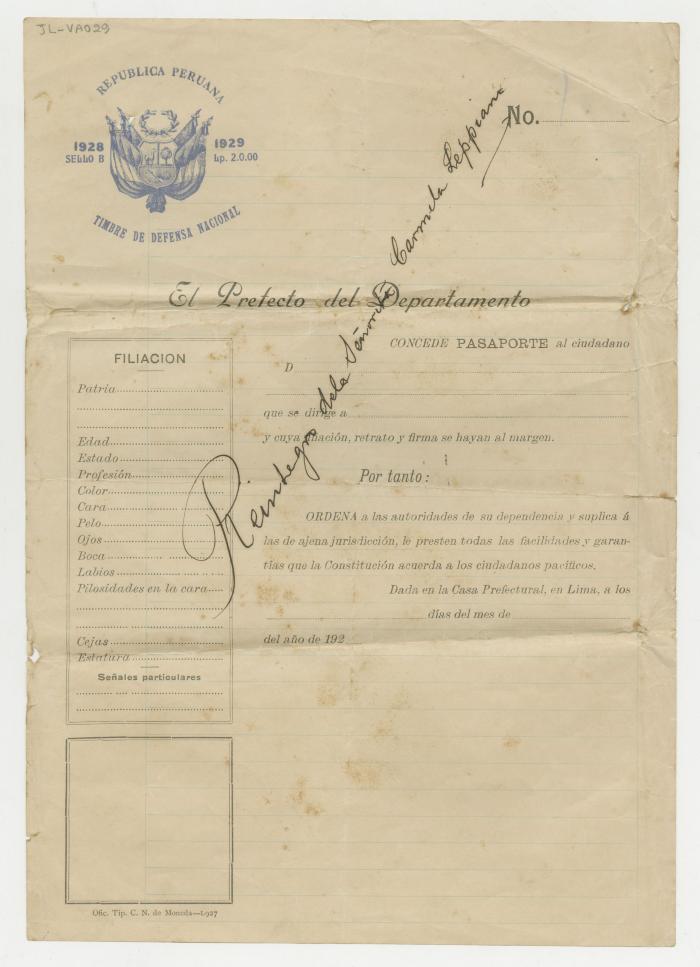 JL-VA029
REPUBLICA PERUANA
1928 1929
SELLO B Lp. 2.0.00
TIMBRE DE DEFENSA NACIONAL
No.
Reintegro de la Señorita Carmela Leppiano
El Prefecto del Departamento
CONCEDE PASAPORTE al ciudadano
D
que se dirige a
y cuya filiación, retrato y firma se hayan al margen.
Por tanto:
ORDENA a las autoridades de su dependencia y suplica á
las de ajena jurisdicción, le presten todas las facilidades y garan-
tías que la Constitución acuerda a los ciudadanos pacíficos.
Dada en la Casa Prefectural, en Lima, a los
días del mes de
del año de 192
FILIACION
Patria
Edad
Estado
Profesión
Color
Cara
Pelo
Ojos
Boca
Labios
Pilosidades en la cara
Cejas
Estatura
Señales particulares
Ofic. Tip. C. N. de Moneda—1927